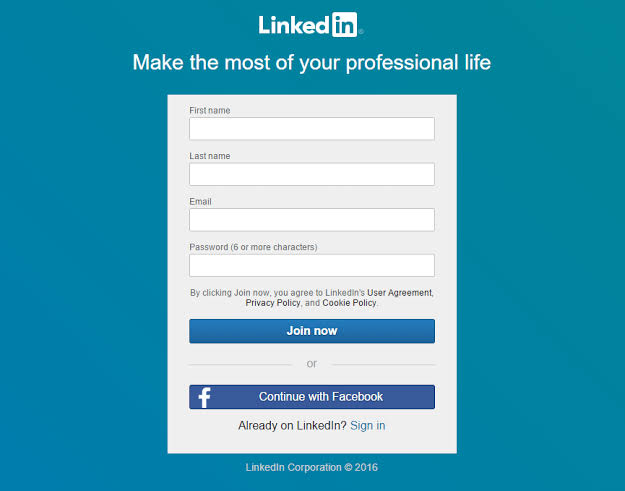 Linked in®
Make the most of your professional life
First name
Last name
Email
Password (6 or more characters)
By clicking Join now, you agree to LinkedIn's User Agreement,
Privacy Policy, and Cookie Policy.
Join now
or
f Continue with Facebook
Already on LinkedIn? Sign in
LinkedIn Corporation © 2016